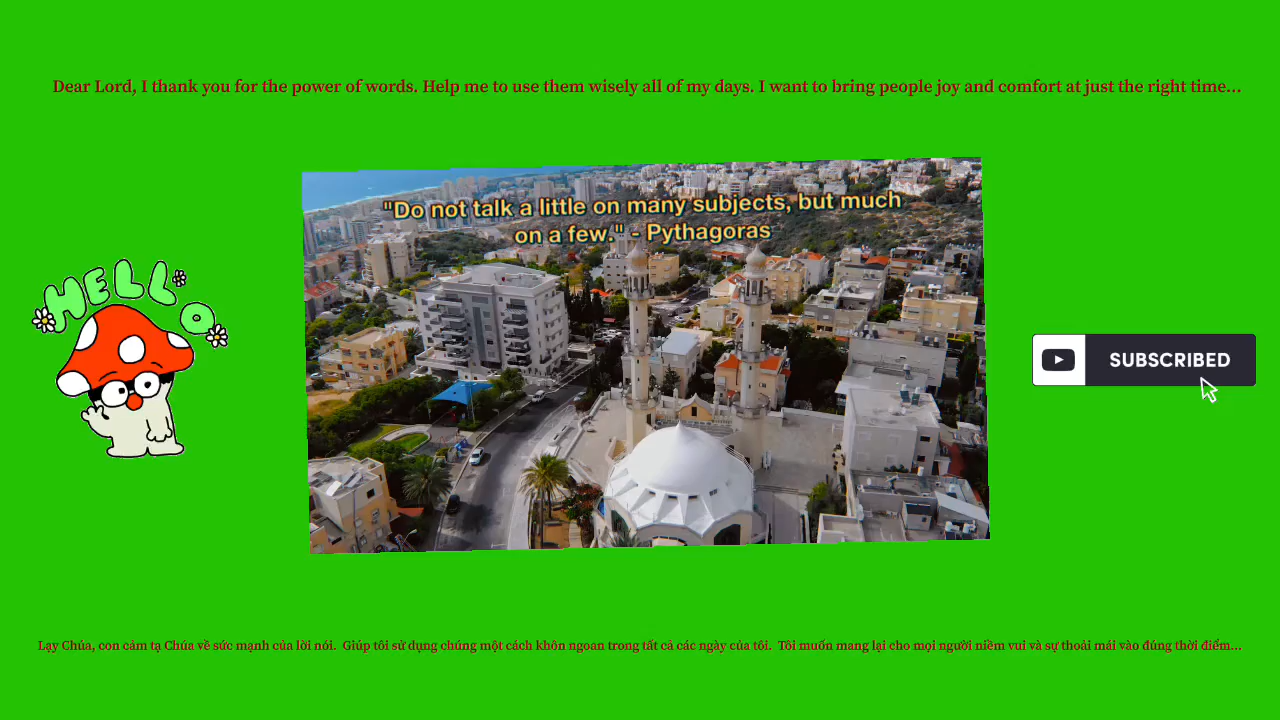 Dear Lord, I thank you for the power of words. Help me to use them wisely all of my days. I want to bring people joy and comfort at just the right time...
"Do not talk a little on many subjects, but much
on a few." - Pythagoras
HELLO
SUBSCRIBED
Lạy Chúa, con cảm tạ Chúa về sức mạnh của lời nói. Giúp tôi sử dụng chúng một cách khôn ngoan trong tất cả các ngày của tôi. Tôi muốn mang lại cho mọi người niềm vui và sự thoải mái vào đúng thời điểm...